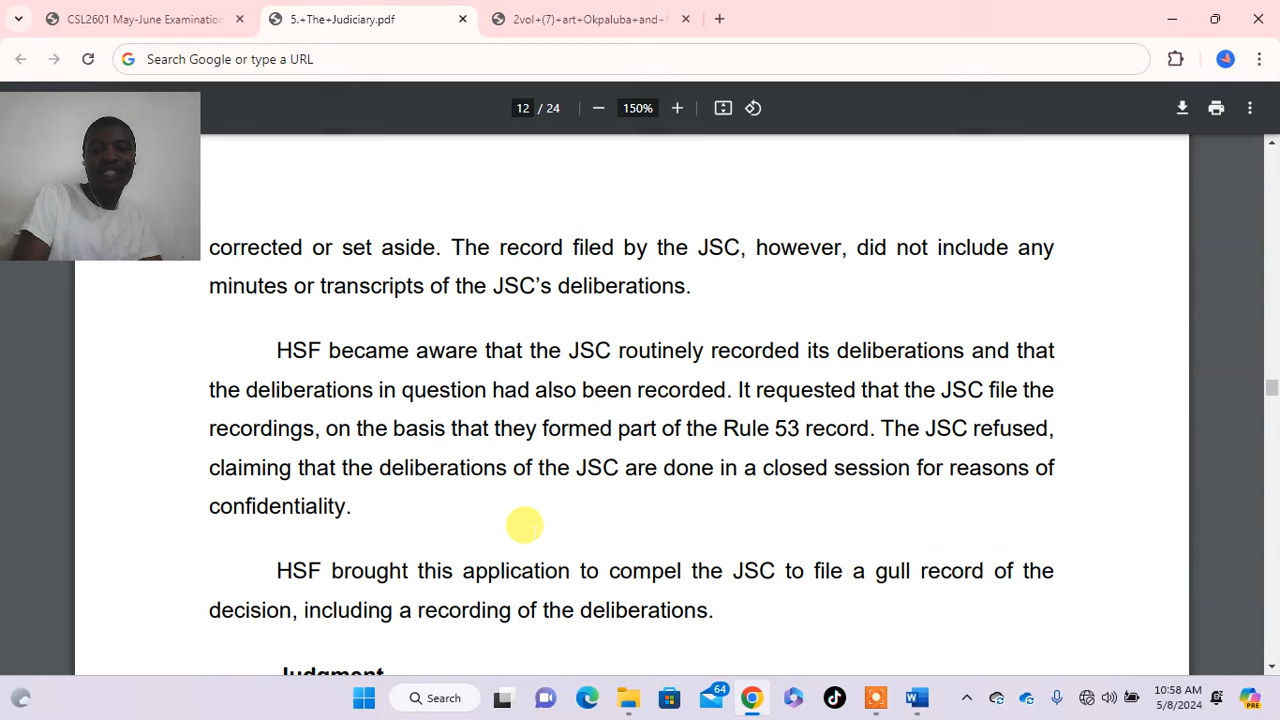 CSL2601 May-June Examination
5.+The+Judiciary.pdf
2vol+(7)+art+Okpaluba+and+
Search Google or type a URL
12 / 24
150%
corrected or set aside. The record filed by the JSC, however, did not include any
minutes or transcripts of the JSC’s deliberations.
HSF became aware that the JSC routinely recorded its deliberations and that
the deliberations in question had also been recorded. It requested that the JSC file the
recordings, on the basis that they formed part of the Rule 53 record. The JSC refused,
claiming that the deliberations of the JSC are done in a closed session for reasons of
confidentiality.
HSF brought this application to compel the JSC to file a gull record of the
decision, including a recording of the deliberations.
Judgment
Search
64
10:58 AM
5/8/2024
PRE